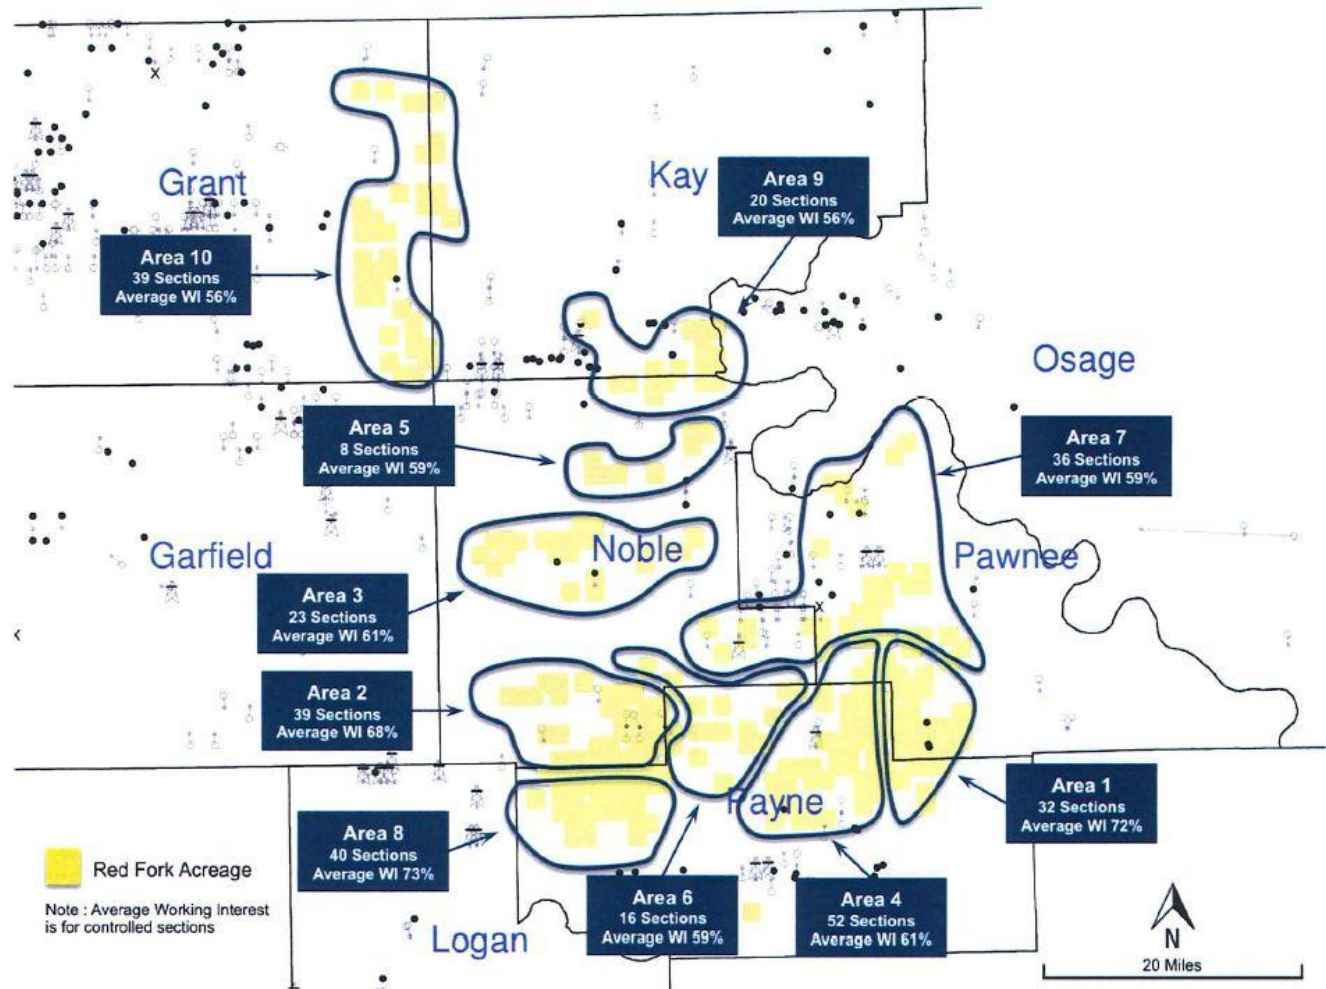 Grant
Kay
Area 9
20 Sections
Average WI 56%
Area 10
39 Sections
Average WI 56%
Osage
Area 5
8 Sections
Average WI 59%
Area 7
36 Sections
Average WI 59%
Garfield
Noble
Pawnee
Area 3
23 Sections
Average WI 61%
Area 2
39 Sections
Average WI 68%
Payne
Area 1
32 Sections
Average WI 72%
Area 8
40 Sections
Average WI 73%
Red Fork Acreage
Note : Average Working Interest
is for controlled sections
Area 6
16 Sections
Average WI 59%
Area 4
52 Sections
Average WI 61%
Logan
N
20 Miles